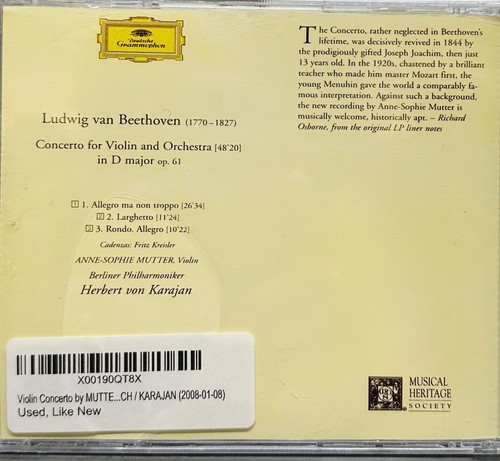 Deutsche
Grammophon
The Concerto, rather neglected in Beethoven's
lifetime, was decisively revived in 1844 by
the prodigiously gifted Joseph Joachim, then just
13 years old. In the 1920s, chastened by a brilliant
teacher who made him master Mozart first, the
young Menuhin gave the world a comparably fa-
mous interpretation. Against such a background,
the new recording by Anne-Sophie Mutter is
musically welcome, historically apt. – Richard
Osborne, from the original LP liner notes
Ludwig van Beethoven (1770–1827)
Concerto for Violin and Orchestra [48'20]
in D major op. 61
1 1. Allegro ma non troppo [26'34]
2 2. Larghetto [11'24]
3 3. Rondo. Allegro [10'22]
Cadenzas: Fritz Kreisler
ANNE-SOPHIE MUTTER, Violin
Berliner Philharmoniker
Herbert von Karajan
X00190QT8X
Violin Concerto by MUTTE...CH / KARAJAN (2008-01-08)
Used, Like New
MUSICAL
HERITAGE
SOCIETY